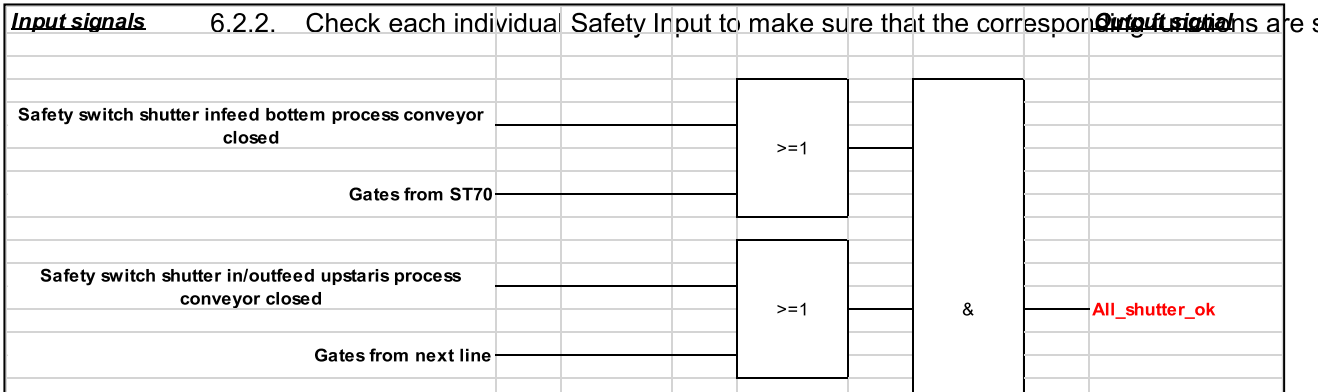 Input signals
6.2.2. Check each individual Safety Input to make sure that the corresponding functions are s
Output signal
Safety switch shutter infeed bottem process conveyor
closed
>=1
Gates from ST70
Safety switch shutter in/outfeed upstaris process
conveyor closed
>=1
&
All_shutter_ok
Gates from next line